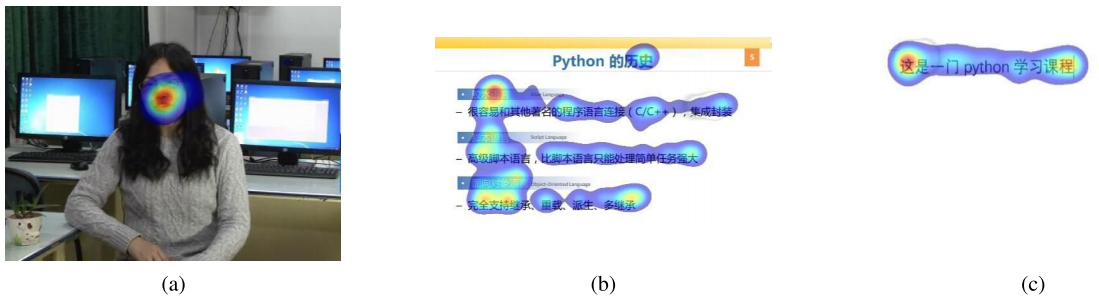 Python 的历史
5
Glue Language
– 很容易和其他著名的程序语言连接（C/C++），集成封装
Script Language
– 高级脚本语言，比脚本语言只能处理简单任务强大
Object-Oriented Language
– 完全支持继承、重载、派生、多继承
这是一门 python 学习课程
(a)
(b)
(c)